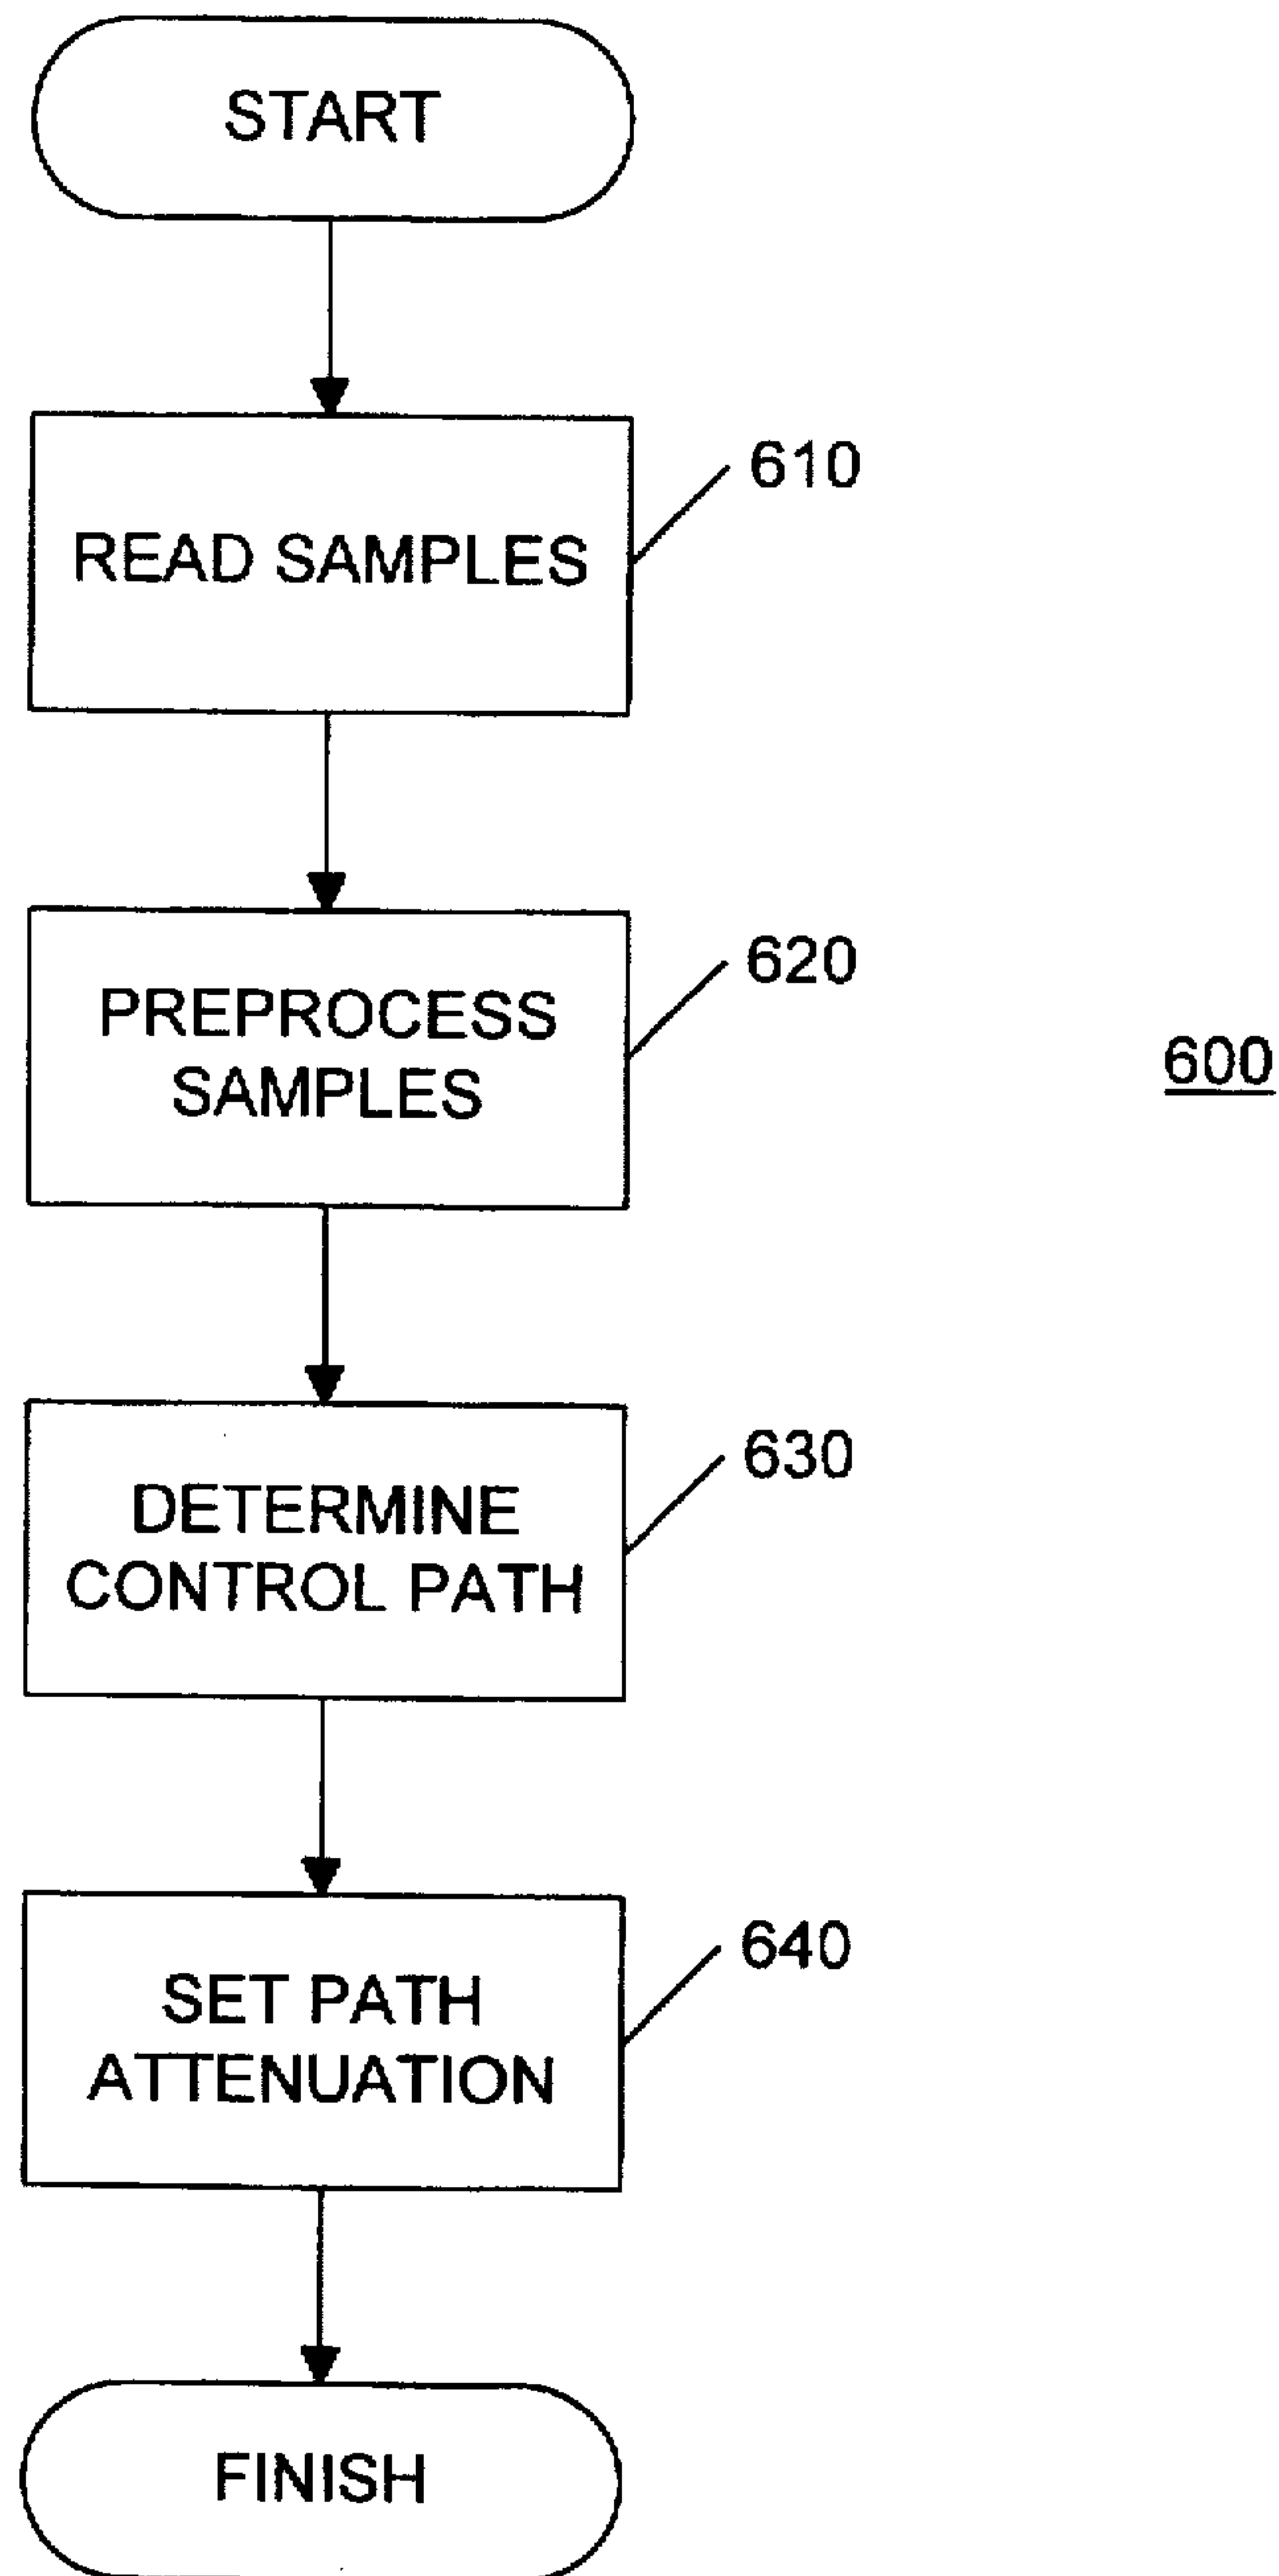 START
READ SAMPLES
610
PREPROCESS
SAMPLES
620
600
DETERMINE
CONTROL PATH
630
SET PATH
ATTENUATION
640
FINISH